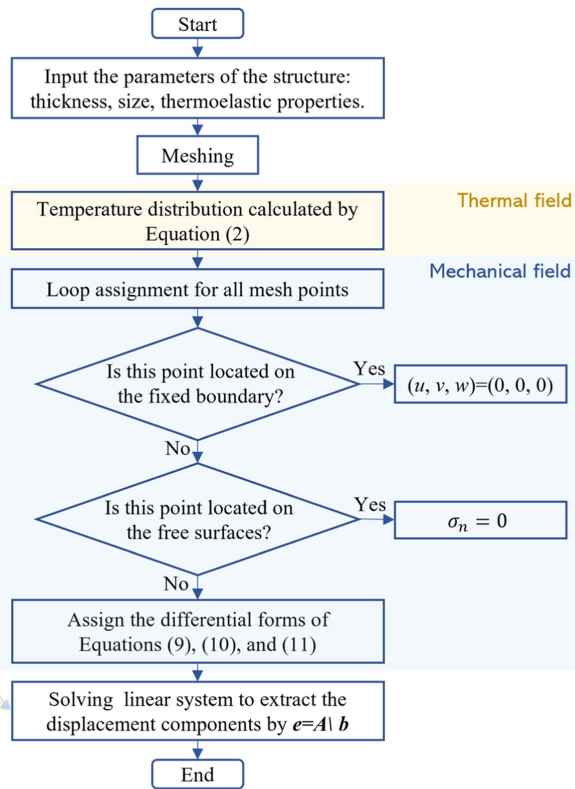 Start
Input the parameters of the structure:
thickness, size, thermoelastic properties.
Meshing
Thermal field
Temperature distribution calculated by
Equation (2)
Mechanical field
Loop assignment for all mesh points
Is this point located on
the fixed boundary?
Yes
(u, v, w)=(0, 0, 0)
No
Is this point located on
the free surfaces?
Yes
σₙ = 0
No
Assign the differential forms of
Equations (9), (10), and (11)
Solving linear system to extract the
displacement components by e=A\ b
End